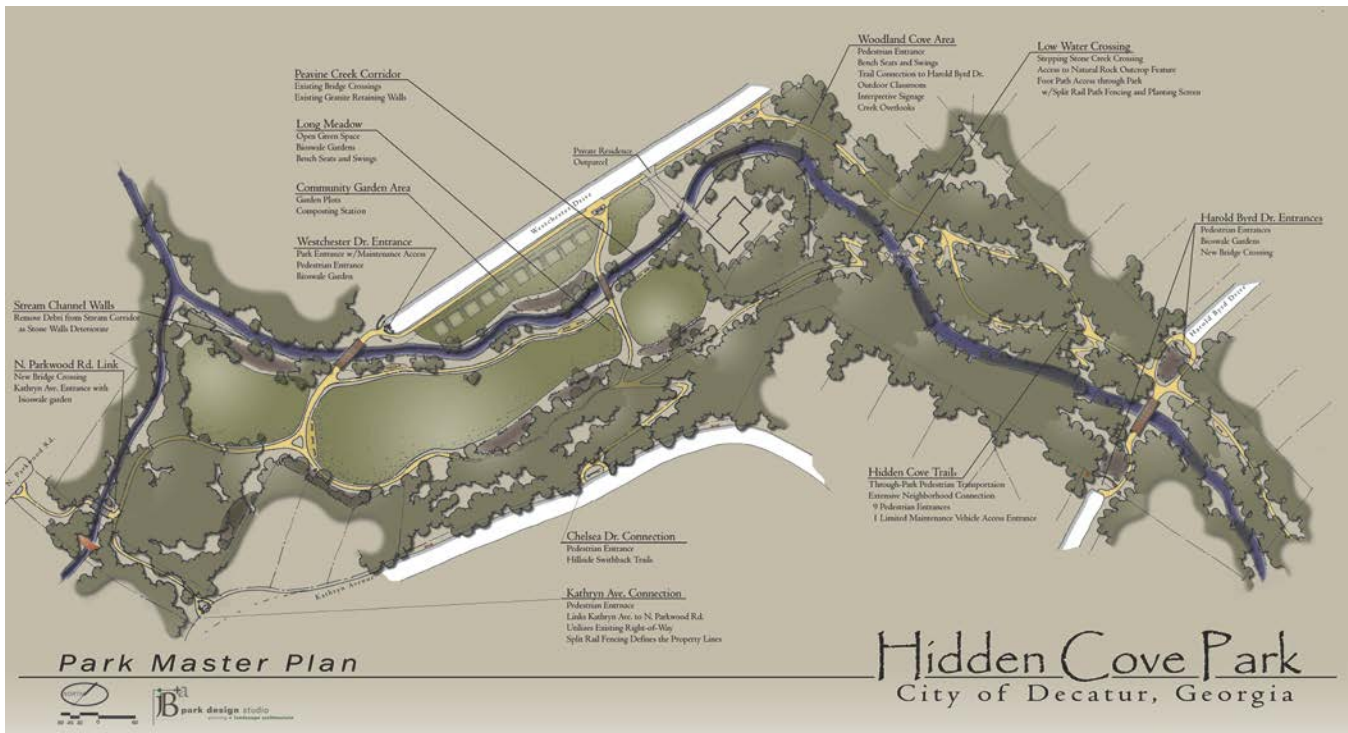 Woodland Cove Area
Pedestrian Entrance
Bench Seats and Swings
Trail Connection to Harold Byrd Dr.
Outdoor Classroom
Interpretive Signage
Creek Overlooks
Low Water Crossing
Stepping Stone Creek Crossing
Access to Natural Rock Outcrop Feature
Foot Path Access through Park
w/Split Rail Path Fencing and Planting Screen
Peavine Creek Corridor
Existing Bridge Crossings
Existing Granite Retaining Walls
Long Meadow
Open Green Space
Bioswale Gardens
Bench Seats and Swings
Private Residence
Outparcel
Community Garden Area
Garden Plots
Composting Station
Westchester Drive
Westchester Dr. Entrance
Park Entrance w/Maintenance Access
Pedestrian Entrance
Bioswale Garden
Harold Byrd Dr. Entrances
Pedestrian Entrances
Bioswale Gardens
New Bridge Crossing
Harold Byrd Drive
Stream Channel Walls
Remove Debri from Stream Corridor
as Stone Walls Deteriorate
N. Parkwood Rd. Link
New Bridge Crossing
Kathryn Ave. Entrance with
bioswale garden
N. Parkwood Rd.
Hidden Cove Trails
Through-Park Pedestrian Transportaion
Extensive Neighborhood Connection
9 Pedestrian Entrances
1 Limited Maintenance Vehicle Access Entrance
Chelsea Dr. Connection
Pedestrian Entrance
Hillside Swithback Trails
Kathryn Avenue
Kathryn Ave. Connection
Pedestrian Entrnace
Links Kathryn Ave. to N. Parkwood Rd.
Utilizes Existing Right-of-Way
Split Rail Fencing Defines the Property Lines
Park Master Plan
Hidden Cove Park
City of Decatur, Georgia
NORTH
JB+a park design studio
planning + landscape architecture